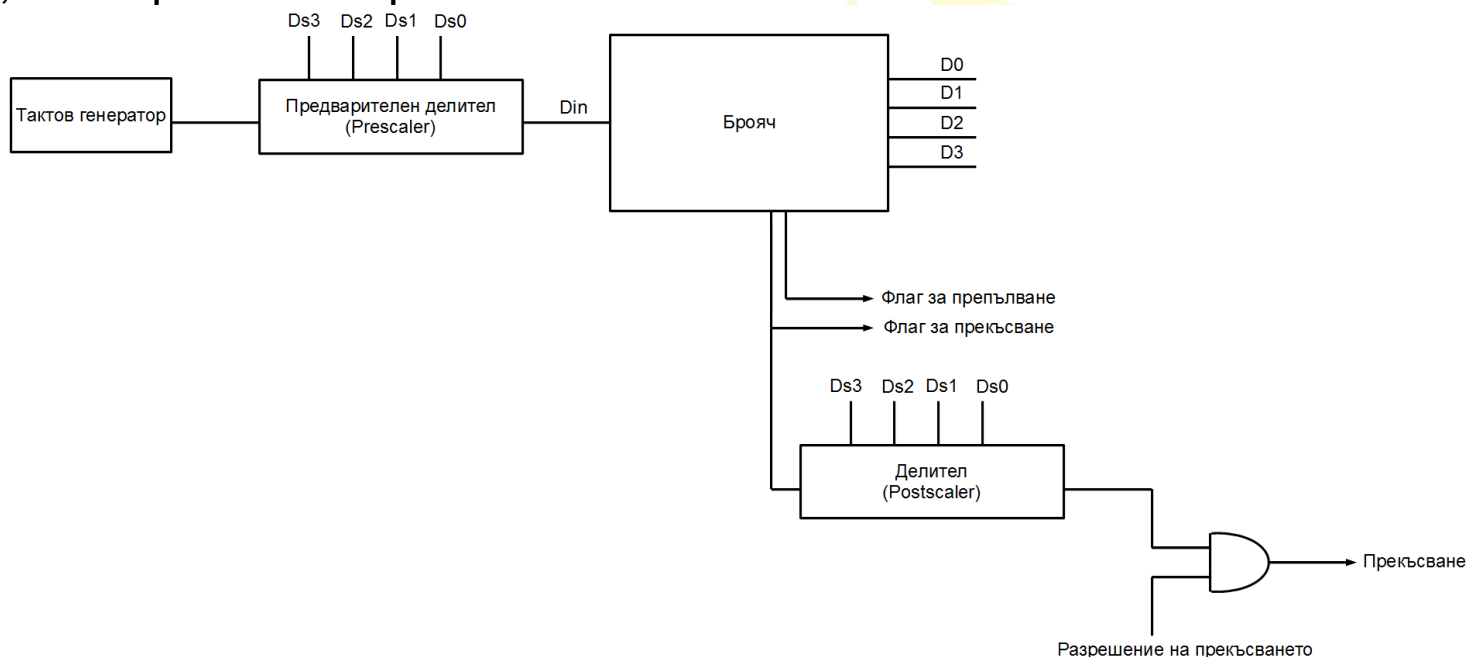 Ds3 Ds2 Ds1 Ds0
Тактов генератор
Предварителен делител
(Prescaler)
Din
Брояч
D0
D1
D2
D3
Флаг за препълване
Флаг за прекъсване
Ds3 Ds2 Ds1 Ds0
Делител
(Postscaler)
Прекъсване
Разрешение на прекъсването